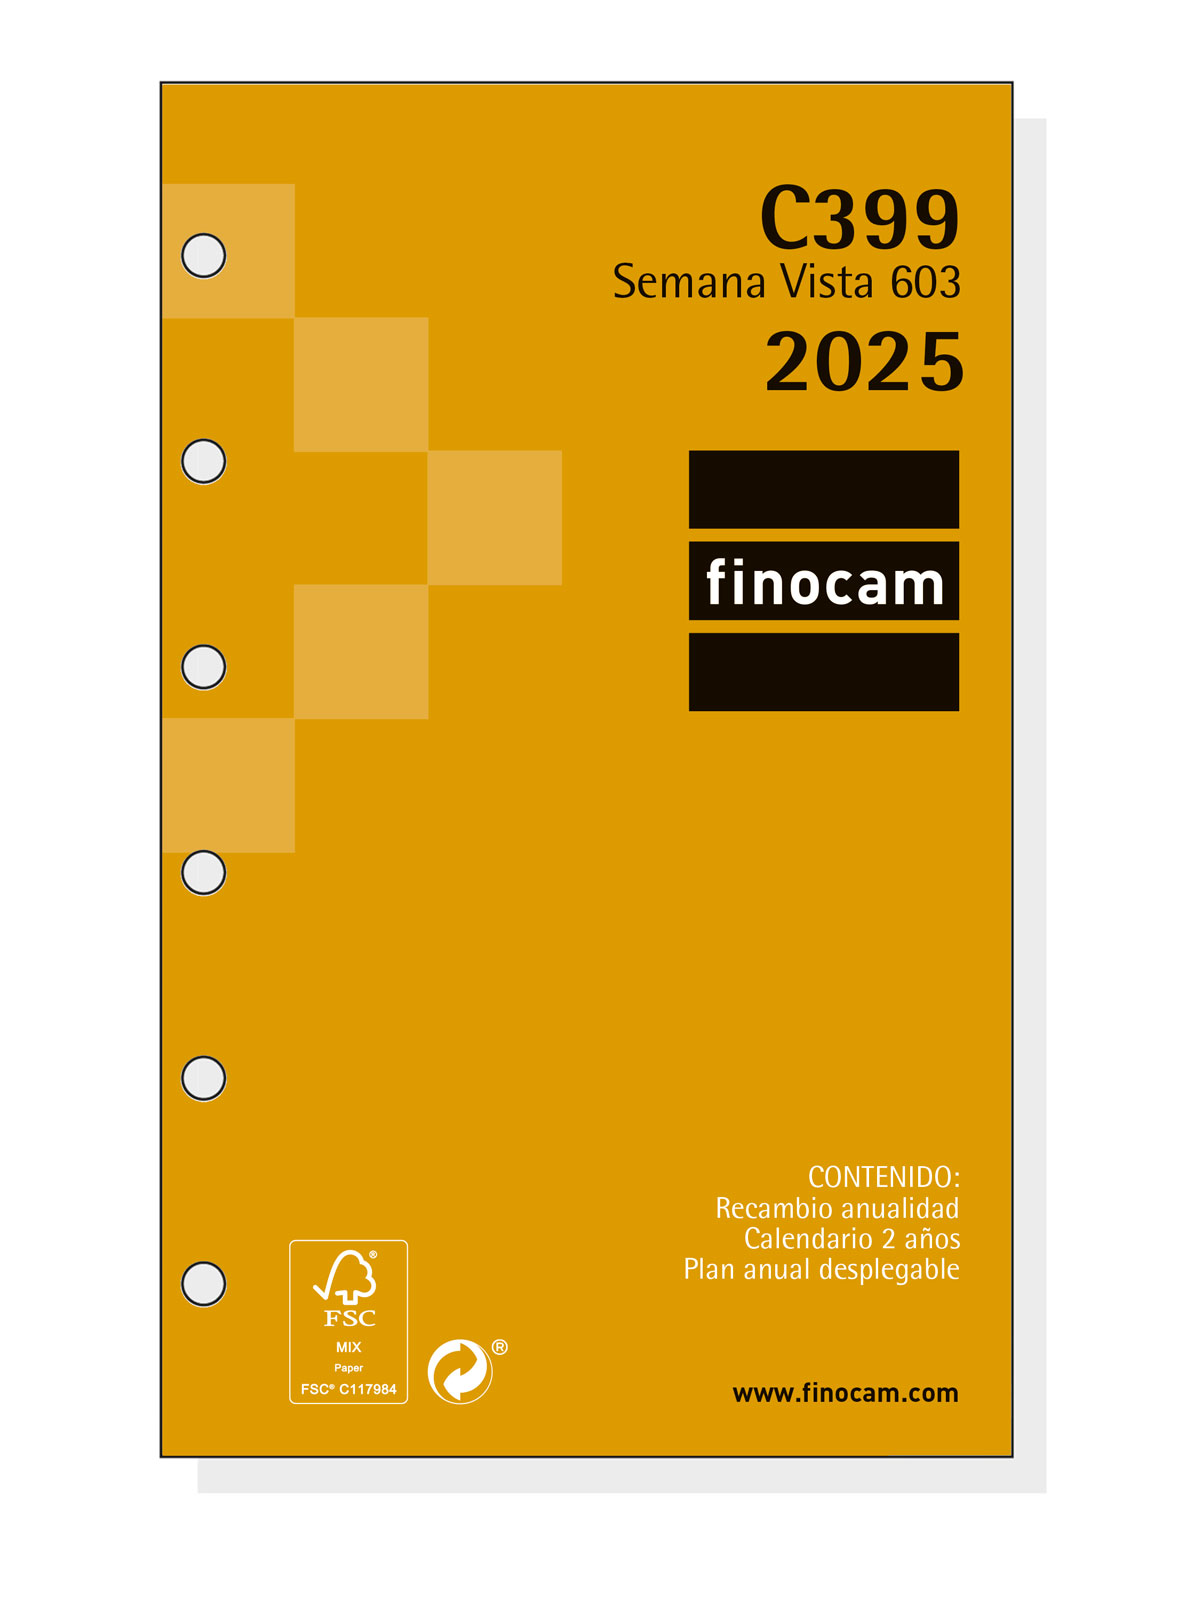 C399
Semana Vista 603
2025
finocam
CONTENIDO:
Recambio anualidad
Calendario 2 años
Plan anual desplegable
®
FSC
MIX
Paper
FSC® C117984
®
www.finocam.com